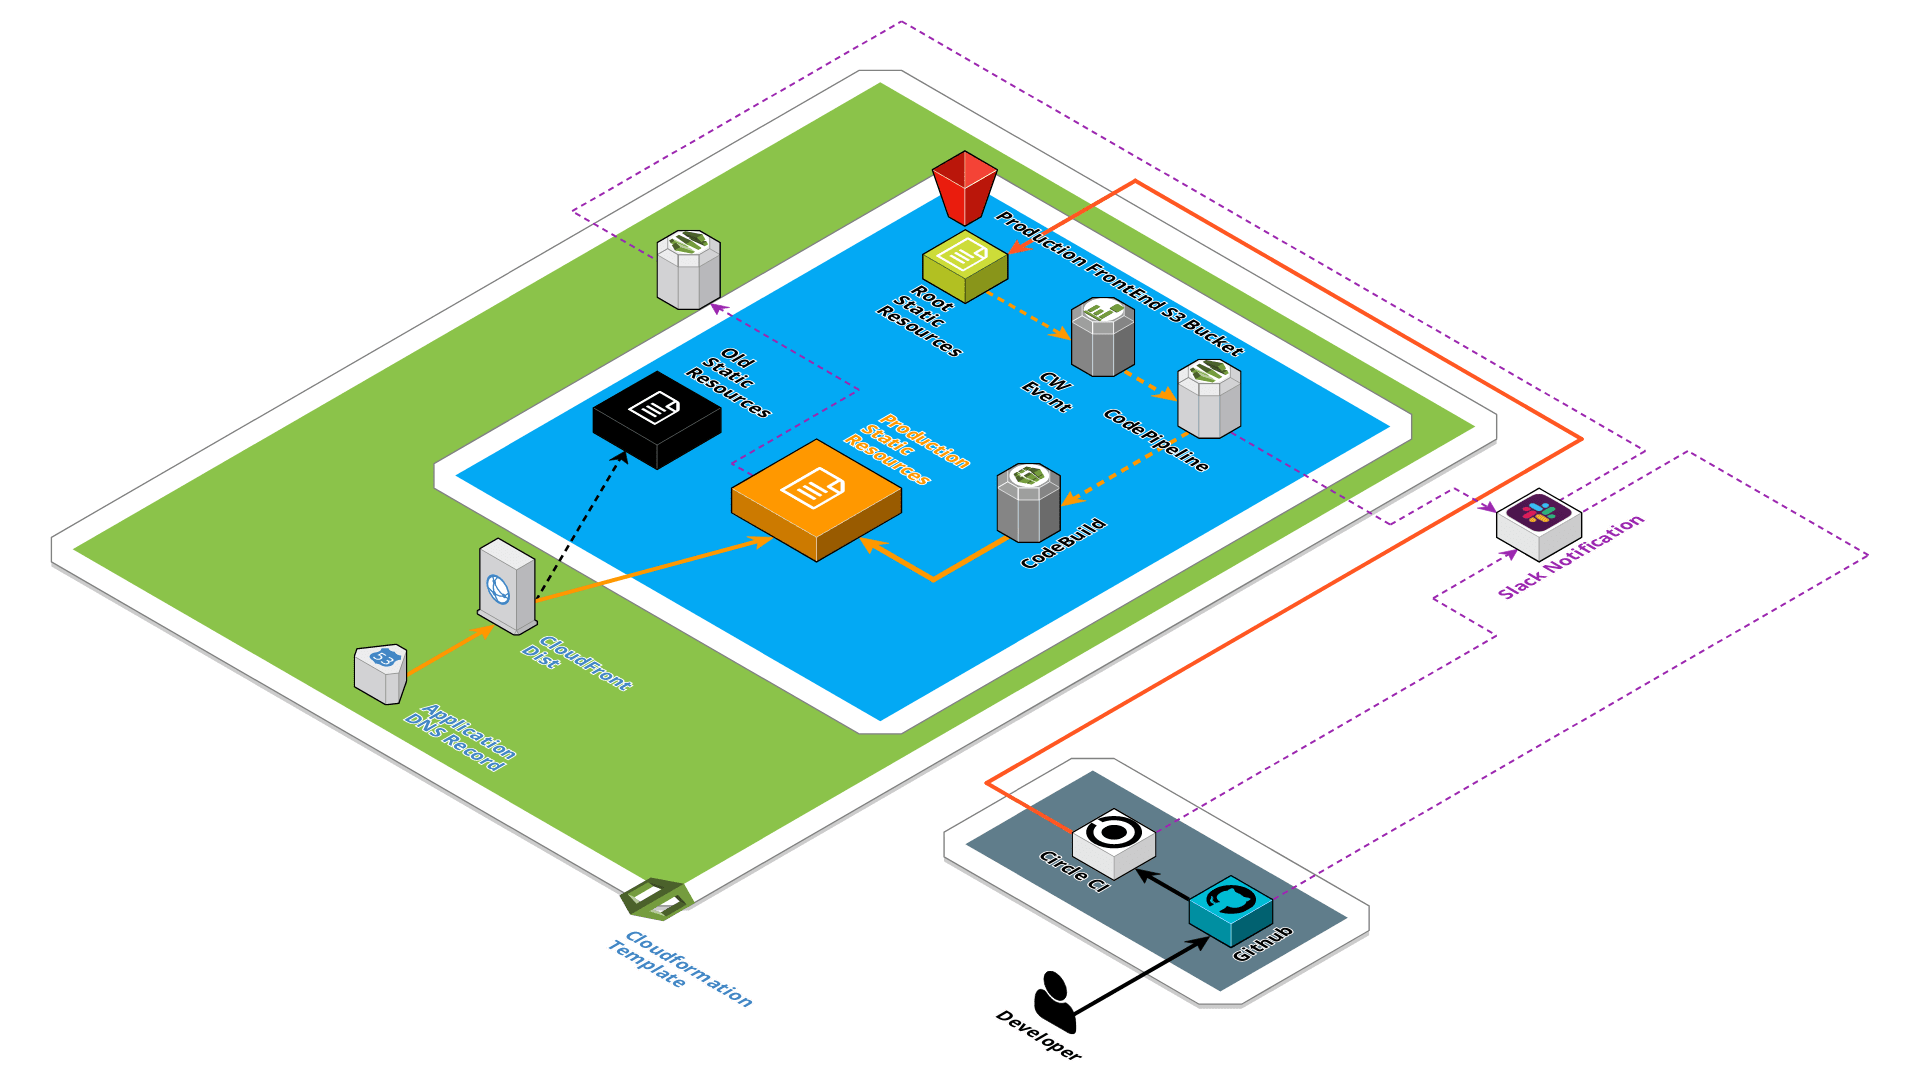 Production FrontEnd S3 Bucket
Root
Static
Resources
CW
Event
CodePipeline
Old
Static
Resources
Production
Static
Resources
CodeBuild
Slack Notification
CloudFront
Dist
53
Application
DNS Record
Circle CI
Github
Cloudformation
Template
Developer